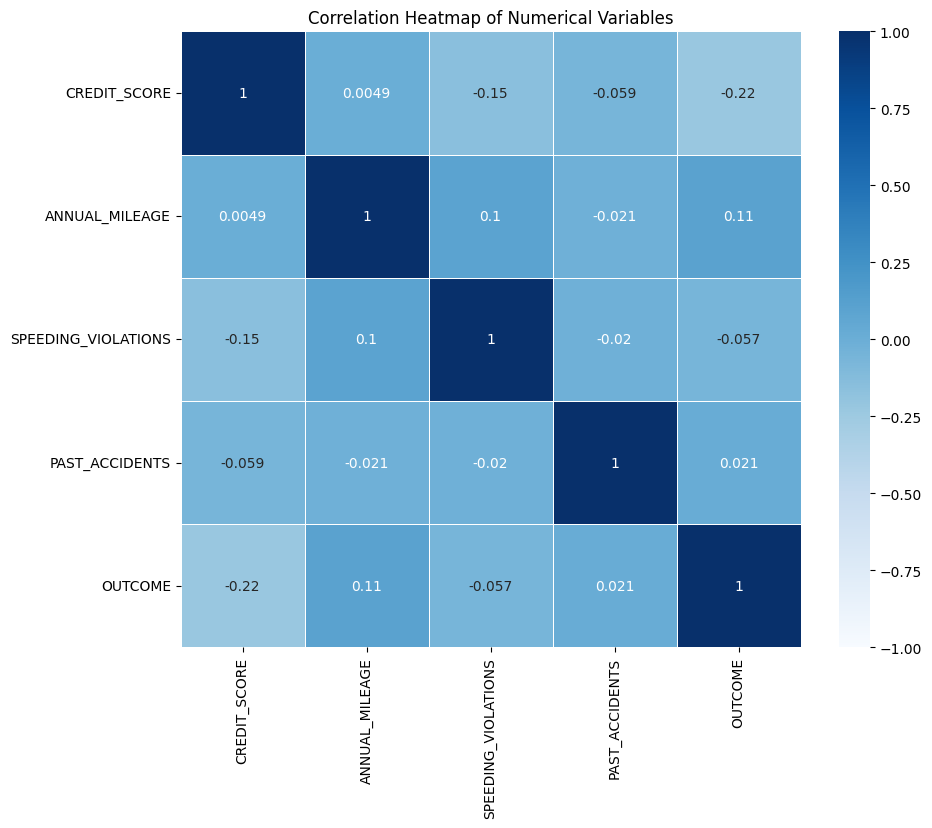 Correlation Heatmap of Numerical Variables
CREDIT_SCORE 1 0.0049 -0.15 -0.059 -0.22
ANNUAL_MILEAGE 0.0049 1 0.1 -0.021 0.11
SPEEDING_VIOLATIONS -0.15 0.1 1 -0.02 -0.057
PAST_ACCIDENTS -0.059 -0.021 -0.02 1 0.021
OUTCOME -0.22 0.11 -0.057 0.021 1
CREDIT_SCORE
ANNUAL_MILEAGE
SPEEDING_VIOLATIONS
PAST_ACCIDENTS
OUTCOME
1.00
0.75
0.50
0.25
0.00
−0.25
−0.50
−0.75
−1.00